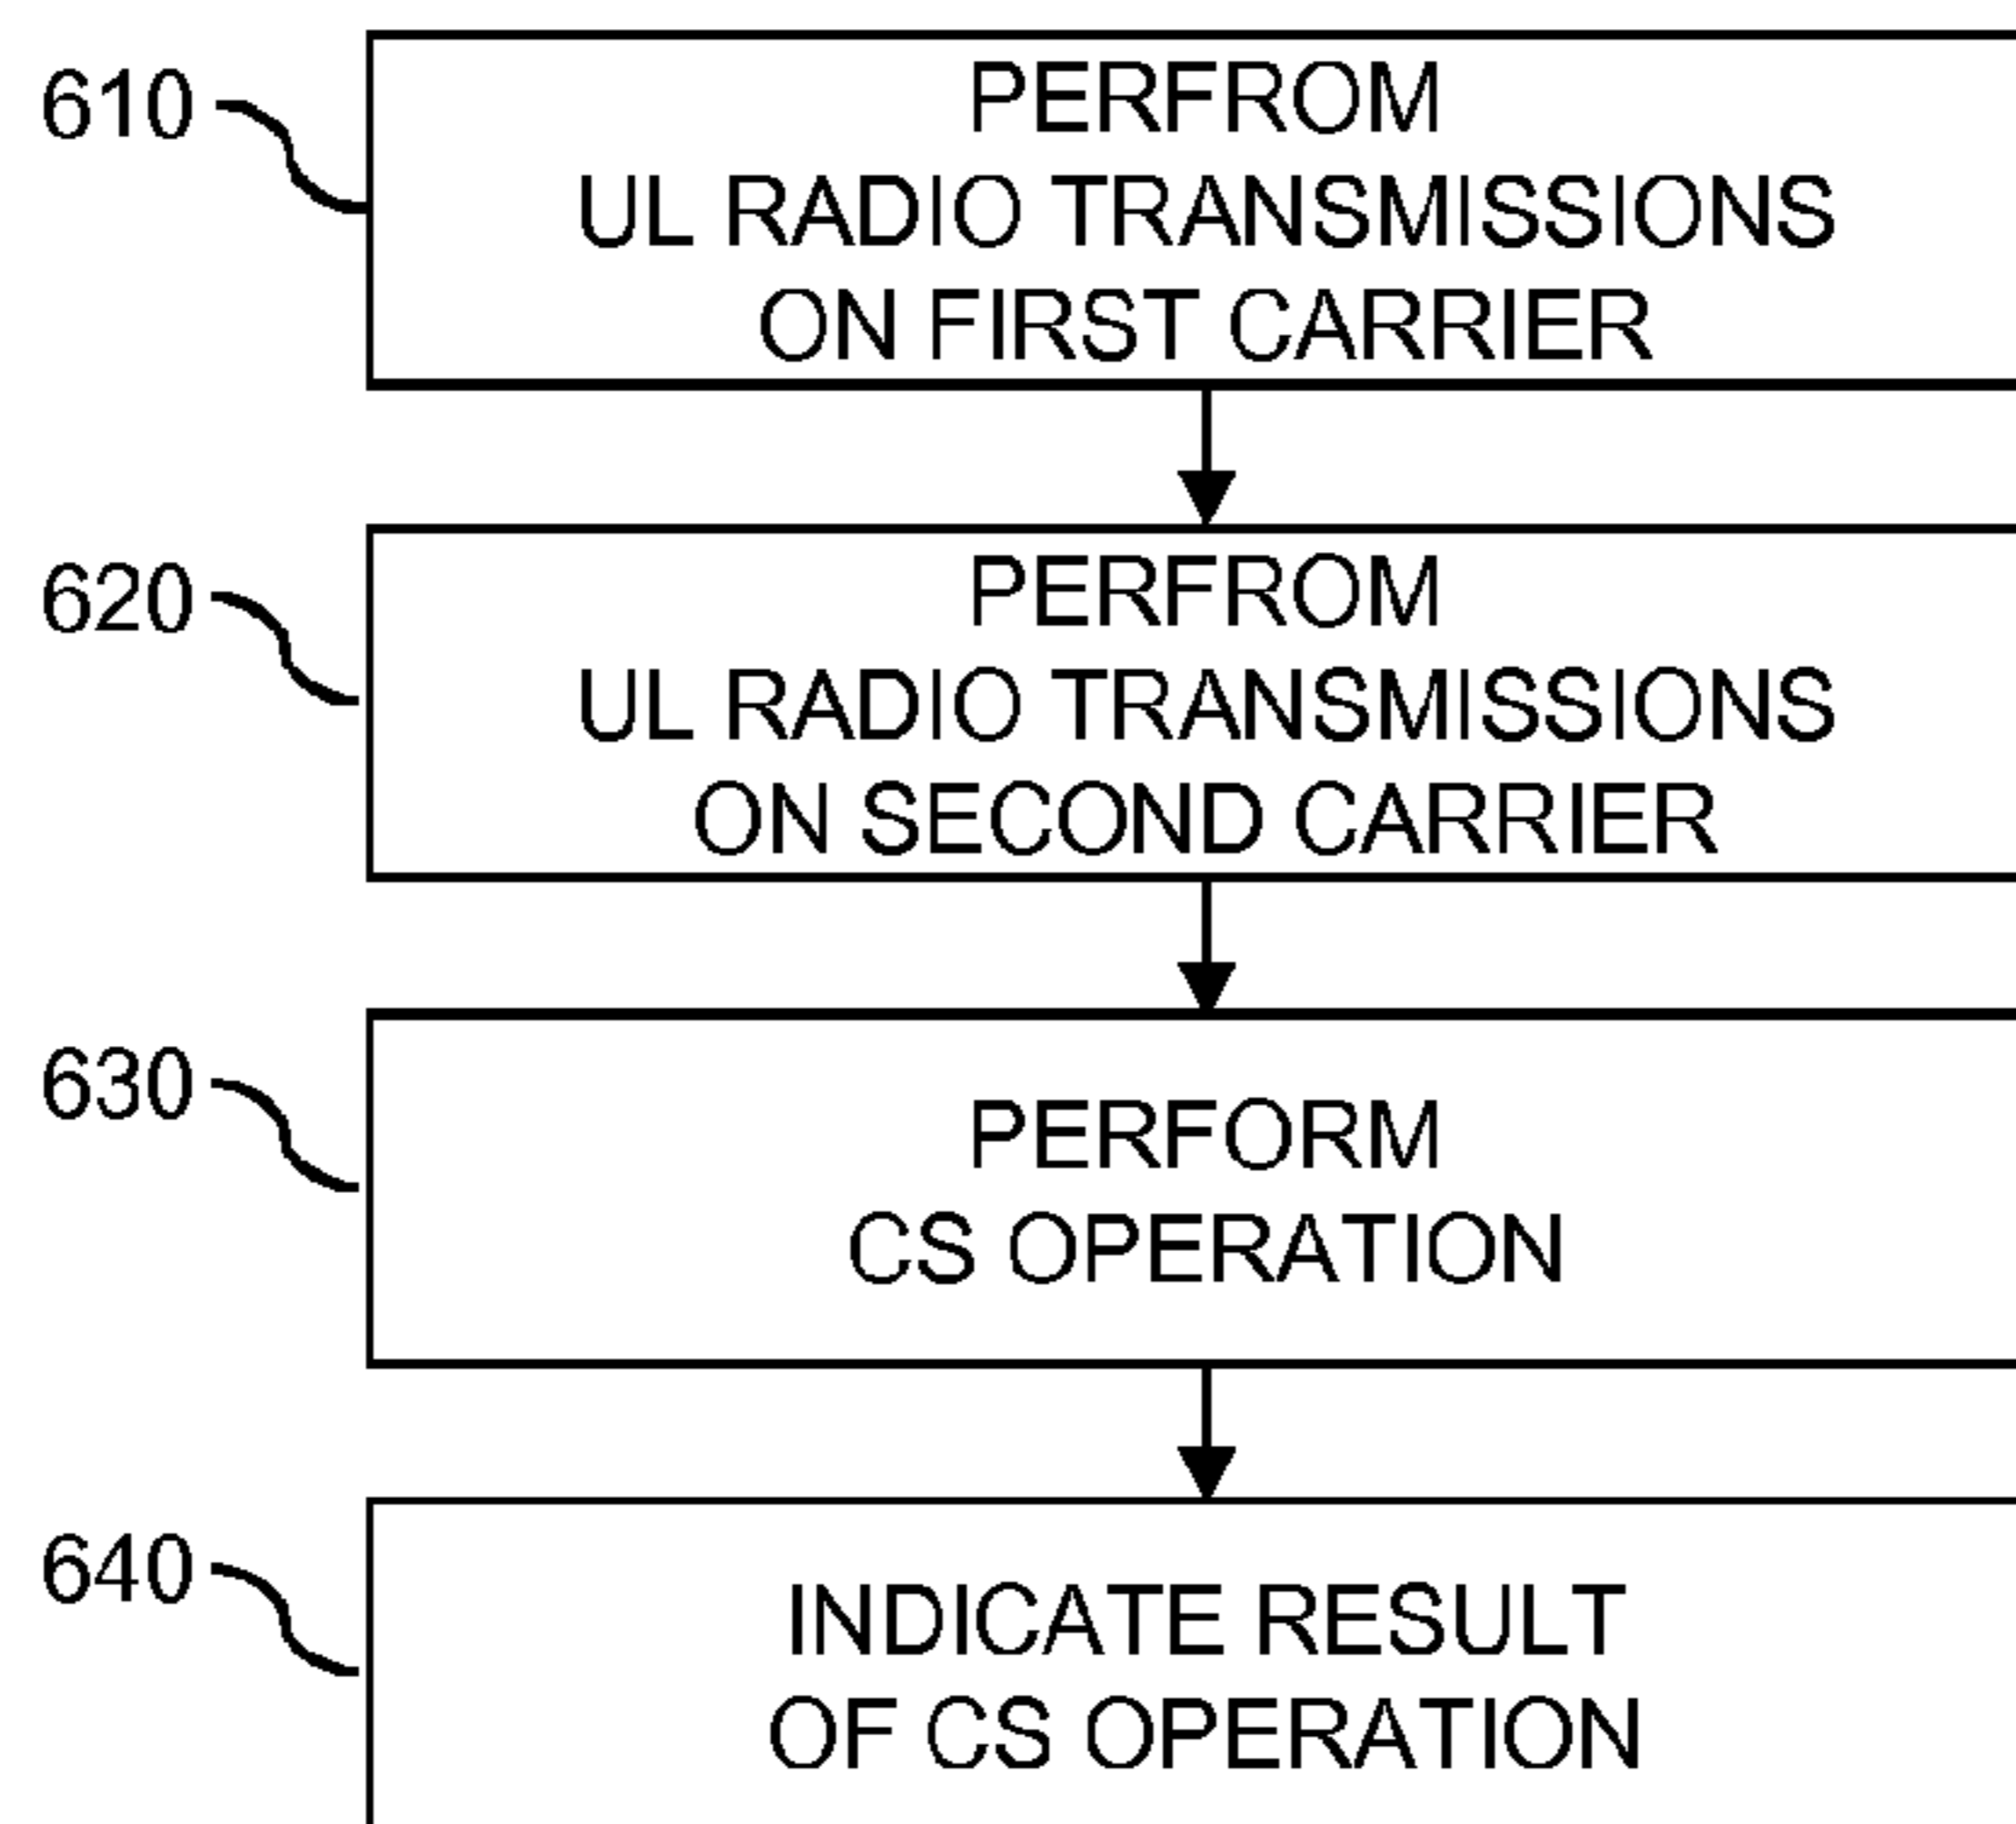 610
PERFROM
UL RADIO TRANSMISSIONS
ON FIRST CARRIER
620
PERFROM
UL RADIO TRANSMISSIONS
ON SECOND CARRIER
630
PERFORM
CS OPERATION
640
INDICATE RESULT
OF CS OPERATION